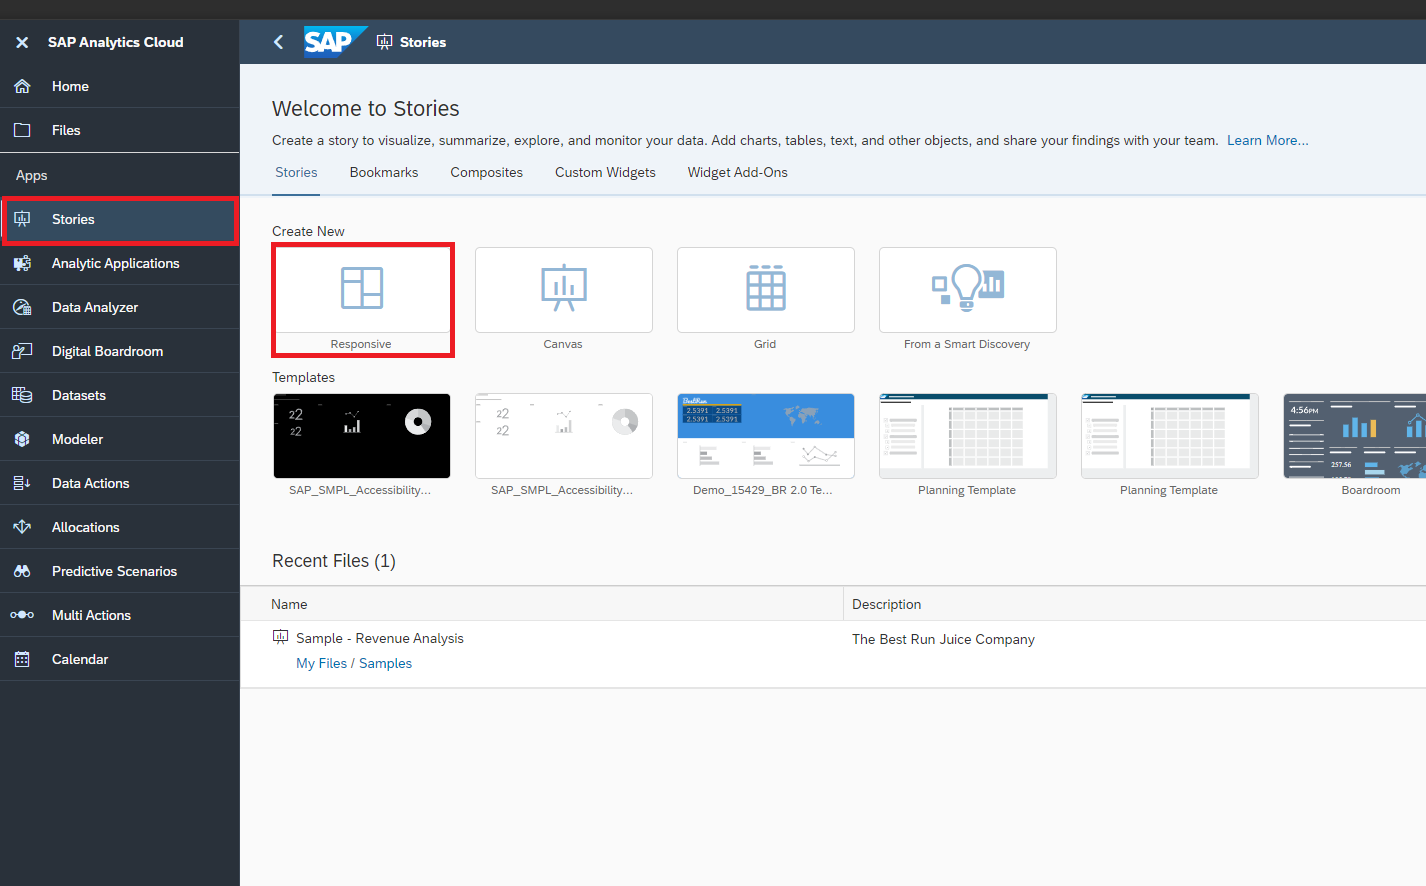 SAP Analytics Cloud
Home
Files
Apps
Stories
Analytic Applications
Data Analyzer
Digital Boardroom
Datasets
Modeler
Data Actions
Allocations
Predictive Scenarios
Multi Actions
Calendar
SAP Stories
Welcome to Stories
Create a story to visualize, summarize, explore, and monitor your data. Add charts, tables, text, and other objects, and share your findings with your team. Learn More...
Stories Bookmarks Composites Custom Widgets Widget Add-Ons
Create New
Responsive Canvas Grid From a Smart Discovery
Templates
22
22
22
22
BestRun
2.5391 2.5391
2.5391 2.5391
4:56PM
257.56
SAP_SMPL_Accessibility... SAP_SMPL_Accessibility... Demo_15429_BR 2.0 Te... Planning Template Planning Template Boardroom
Recent Files (1)
Name Description
Sample - Revenue Analysis The Best Run Juice Company
My Files / Samples